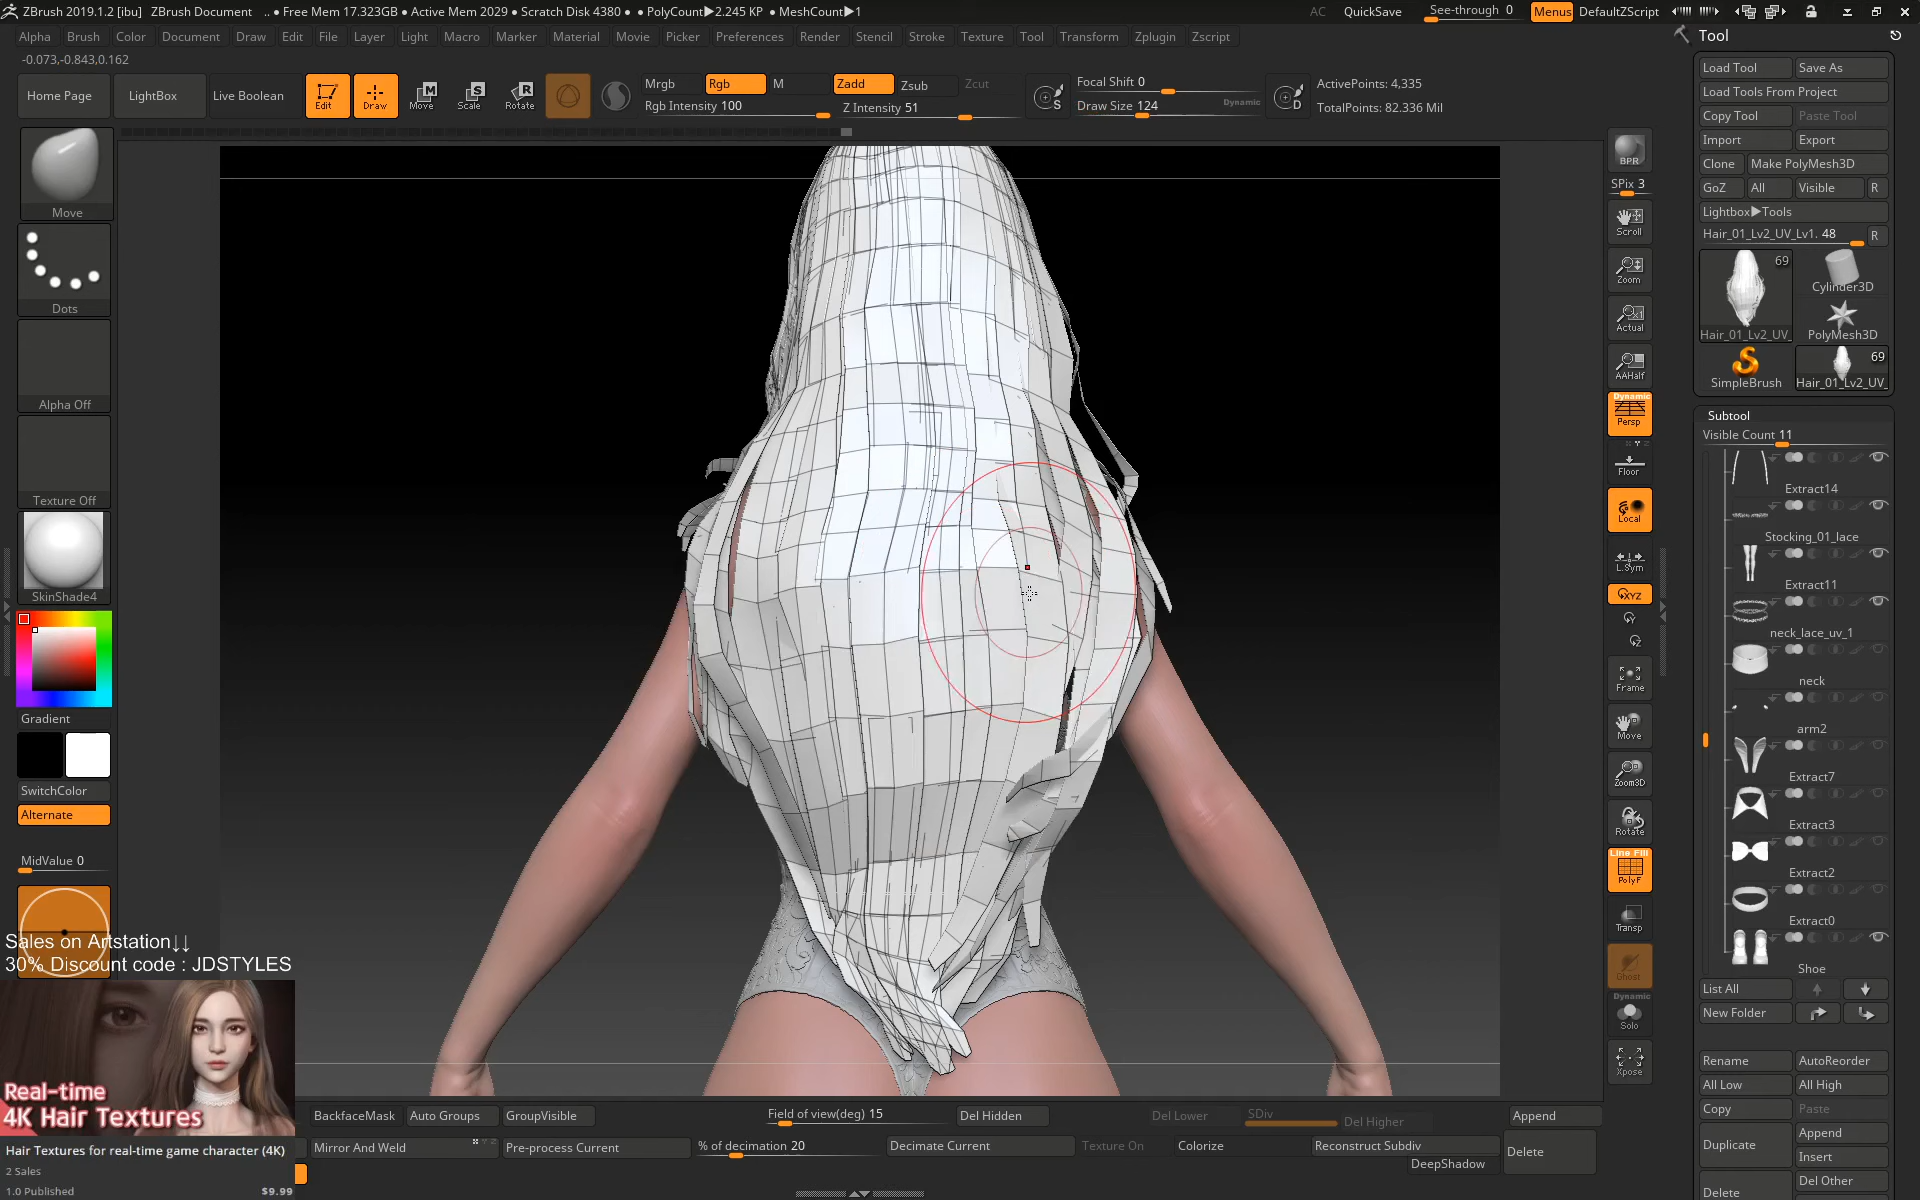 ZBrush 2019.1.2 [ibu] ZBrush Document .. • Free Mem 17.323GB • Active Mem 2029 • Scratch Disk 4380 • • PolyCount▶2.245 KP • MeshCount▶1 AC QuickSave See-through 0 Menus DefaultZScript
Alpha Brush Color Document Draw Edit File Layer Light Macro Marker Material Movie Picker Preferences Render Stencil Stroke Texture Tool Transform Zplugin Zscript
-0.073,-0.843,0.162
Home Page LightBox Live Boolean Edit Draw Move Scale Rotate
Mrgb Rgb M Zadd Zsub Zcut
Rgb Intensity 100 Z Intensity 51
S Focal Shift 0
Draw Size 124 Dynamic
D ActivePoints: 4,335
TotalPoints: 82.336 Mil
Move
Dots
Alpha Off
Texture Off
SkinShade4
Gradient
SwitchColor
Alternate
MidValue 0
Sales on Artstation↓↓
30% Discount code : JDSTYLES
Real-time
4K Hair Textures
Hair Textures for real-time game character (4K)
2 Sales
1.0 Published $9.99
BackfaceMask Auto Groups GroupVisible Field of view(deg) 15 Del Hidden Del Lower SDiv Del Higher Append
Mirror And Weld Pre-process Current % of decimation 20 Decimate Current Texture On Colorize Reconstruct Subdiv Delete
DeepShadow
BPR
SPix 3
Scroll
Zoom
Actual
AAHalf
Dynamic
Persp
Floor
Local
L.Sym
XYZ
Frame
Move
Zoom3D
Rotate
Line Fill
PolyF
Transp
Ghost
Dynamic
Solo
Xpose
Tool
Load Tool Save As
Load Tools From Project
Copy Tool Paste Tool
Import Export
Clone Make PolyMesh3D
GoZ All Visible R
Lightbox▶Tools
Hair_01_Lv2_UV_Lv1. 48 R
69
Cylinder3D
Hair_01_Lv2_UV_ PolyMesh3D
69
SimpleBrush Hair_01_Lv2_UV_
Subtool
Visible Count 11
Extract14
Stocking_01_lace
Extract11
neck_lace_uv_1
neck
arm2
Extract7
Extract3
Extract2
Extract0
Shoe
List All
New Folder
Rename AutoReorder
All Low All High
Copy Paste
Duplicate Append
Insert
Delete Del Other